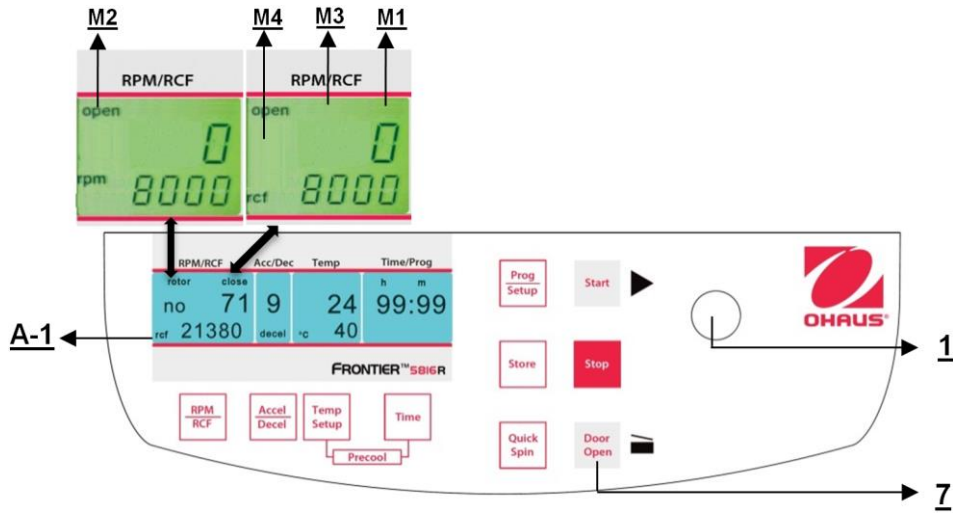 M2 M4 M3 M1
RPM/RCF RPM/RCF
open open
0 0
rpm 8000 rcf 8000
RPM/RCF Acc/Dec Temp Time/Prog
rotor close h m
no 71 9 24 99:99
rcf 21380 decel °C 40
A-1
FRONTIER™ 5816R
RPM
RCF
Accel
Decel
Temp
Setup
Time
Precool
Prog
Setup
Start
Store
Stop
Quick
Spin
Door
Open
OHAUS®
1
7